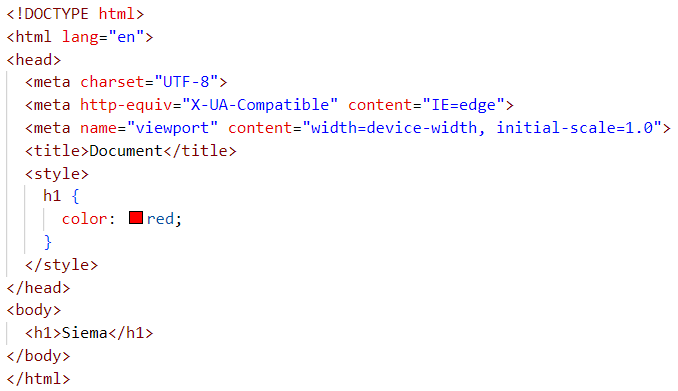 <!DOCTYPE html>
<html lang="en">
<head>
  <meta charset="UTF-8">
  <meta http-equiv="X-UA-Compatible" content="IE=edge">
  <meta name="viewport" content="width=device-width, initial-scale=1.0">
  <title>Document</title>
  <style>
    h1 {
      color: red;
    }
  </style>
</head>
<body>
  <h1>Siema</h1>
</body>
</html>